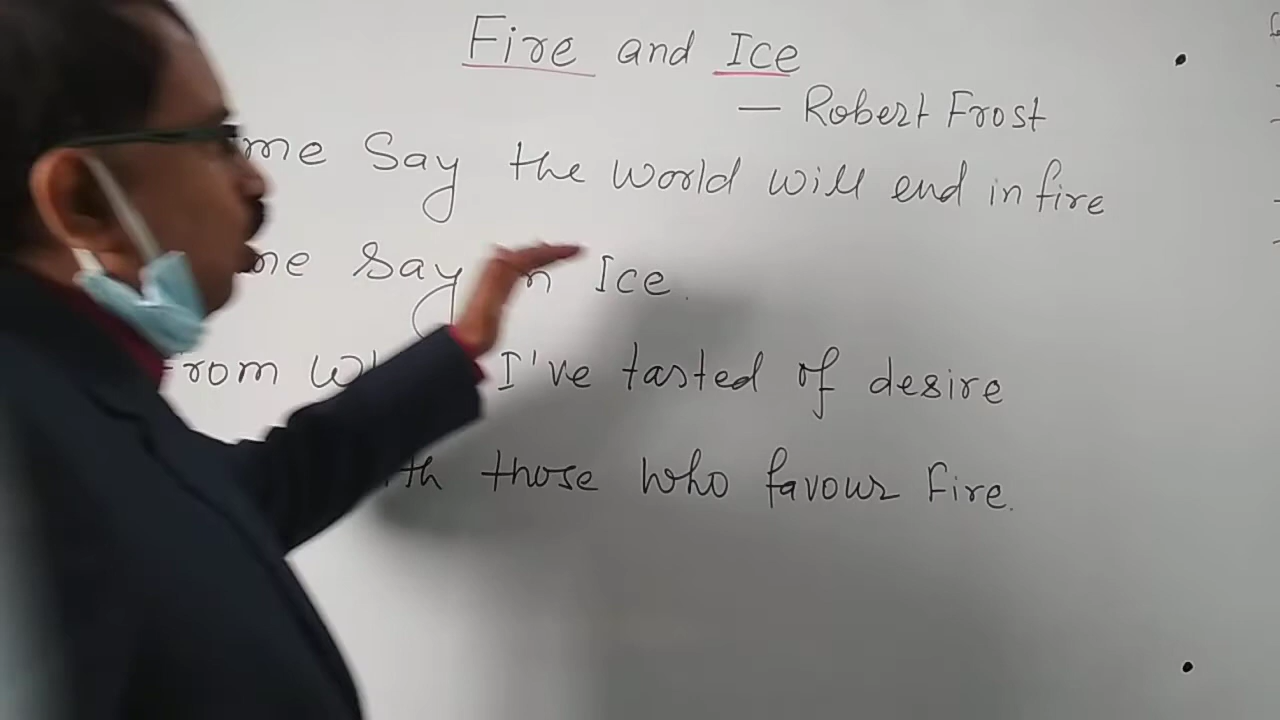 Fire and Ice
— Robert Frost
me Say the world will end in fire
me Say n Ice.
rom I've tasted of desire
th those who favour Fire.